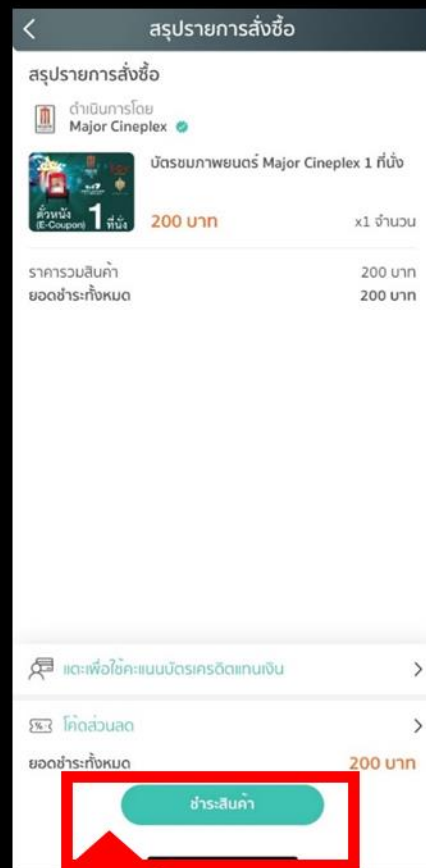 สรุปรายการสั่งซื้อ
สรุปรายการสั่งซื้อ
ดำเนินการโดย
Major Cineplex
บัตรชมภาพยนตร์ Major Cineplex 1 ที่นั่ง
ตั๋วหนัง
(E-Coupon) 1 ที่นั่ง
200 บาท x1 จำนวน
ราคารวมสินค้า 200 บาท
ยอดชำระทั้งหมด 200 บาท
แตะเพื่อใช้คะแนนบัตรเครดิตแทนเงิน
โค้ดส่วนลด
ยอดชำระทั้งหมด 200 บาท
ชำระสินค้า